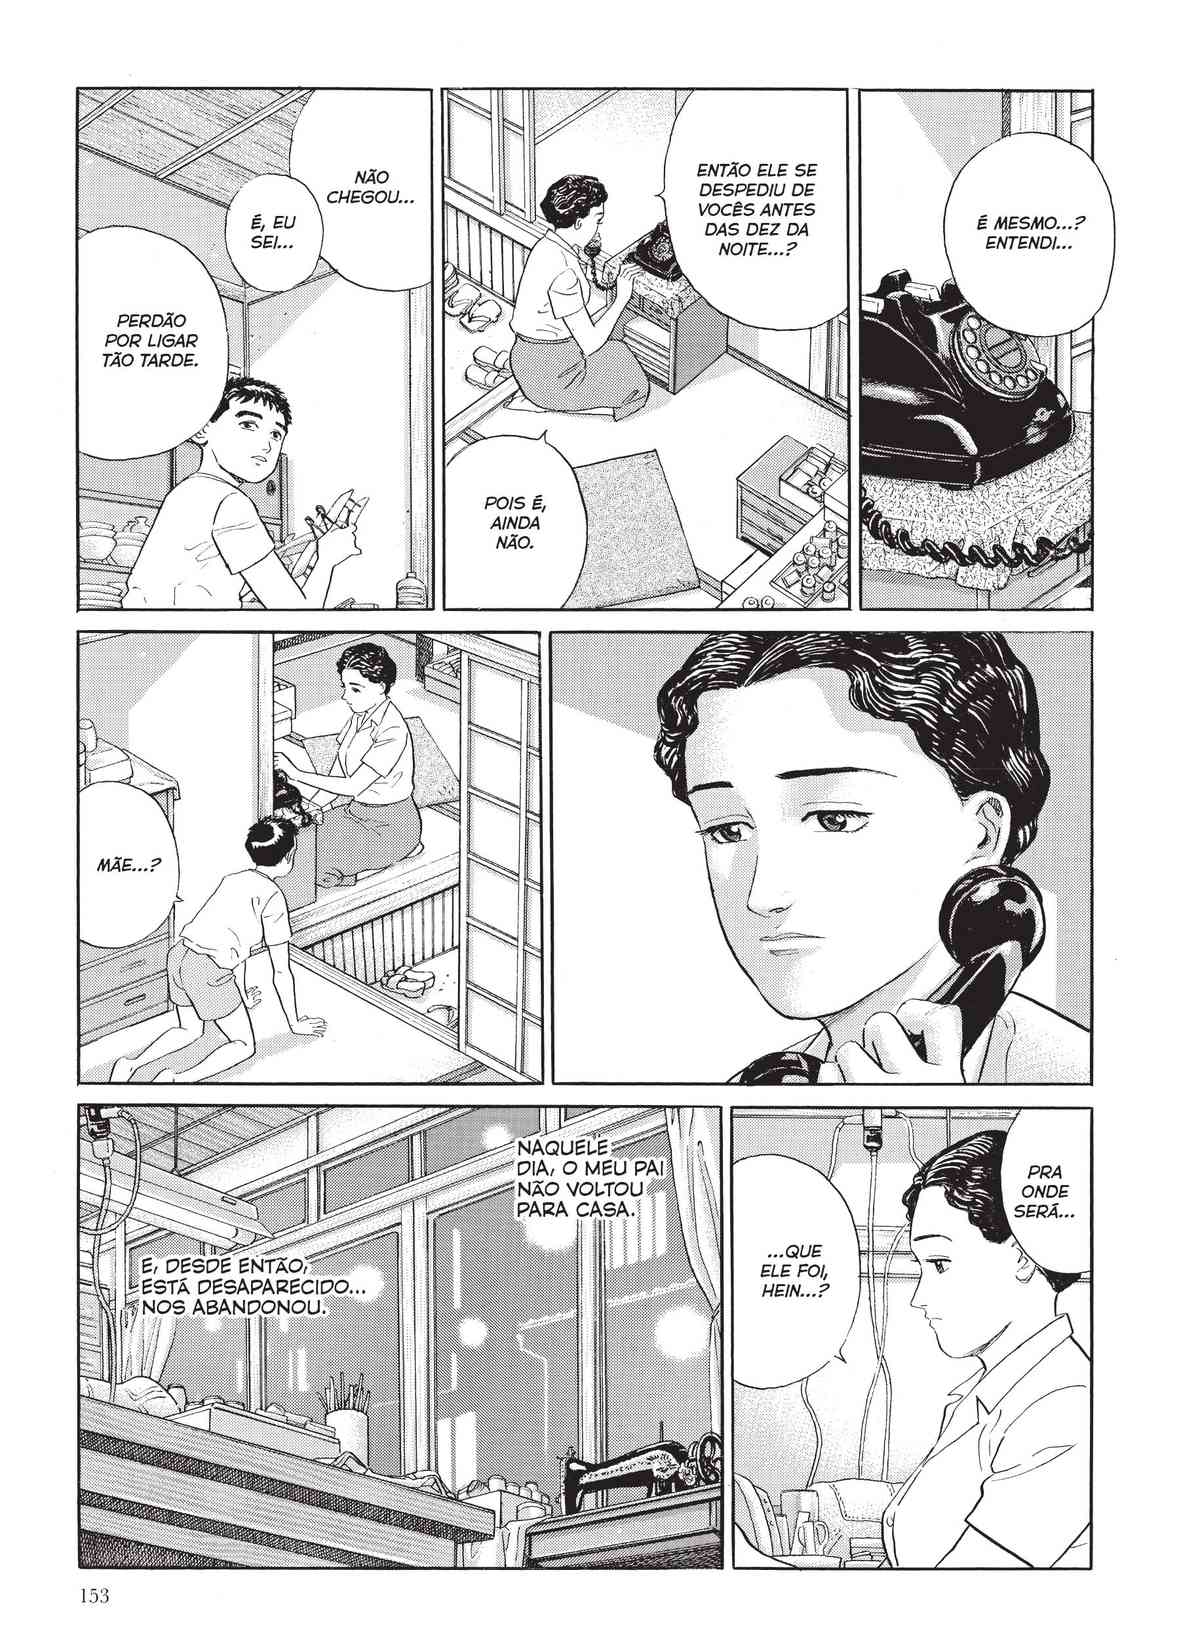 É MESMO...?
ENTENDI...
ENTÃO ELE SE
DESPEDIU DE
VOCÊS ANTES
DAS DEZ DA
NOITE...?
POIS É,
AINDA
NÃO.
NÃO
CHEGOU...
É, EU
SEI...
PERDÃO
POR LIGAR
TÃO TARDE.
MÃE...?
PRA
ONDE
SERÁ...
...QUE
ELE FOI,
HEIN...?
NAQUELE
DIA, O MEU PAI
NÃO VOLTOU
PARA CASA.
E, DESDE ENTÃO,
ESTÁ DESAPARECIDO...
NOS ABANDONOU.
153